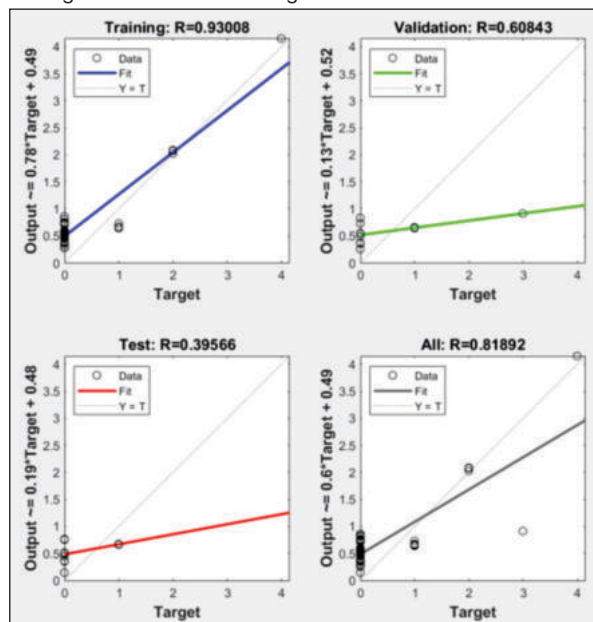 Training: R=0.93008
Output ~= 0.78*Target + 0.49
4
3.5
3
2.5
2
1.5
1
0.5
0
Data
Fit
Y = T
0 1 2 3 4
Target
Validation: R=0.60843
Output ~= 0.13*Target + 0.52
4
3.5
3
2.5
2
1.5
1
0.5
0
Data
Fit
Y = T
0 1 2 3 4
Target
Test: R=0.39566
Output ~= 0.19*Target + 0.48
4
3.5
3
2.5
2
1.5
1
0.5
0
Data
Fit
Y = T
0 1 2 3 4
Target
All: R=0.81892
Output ~= 0.6*Target + 0.49
4
3.5
3
2.5
2
1.5
1
0.5
0
Data
Fit
Y = T
0 1 2 3 4
Target